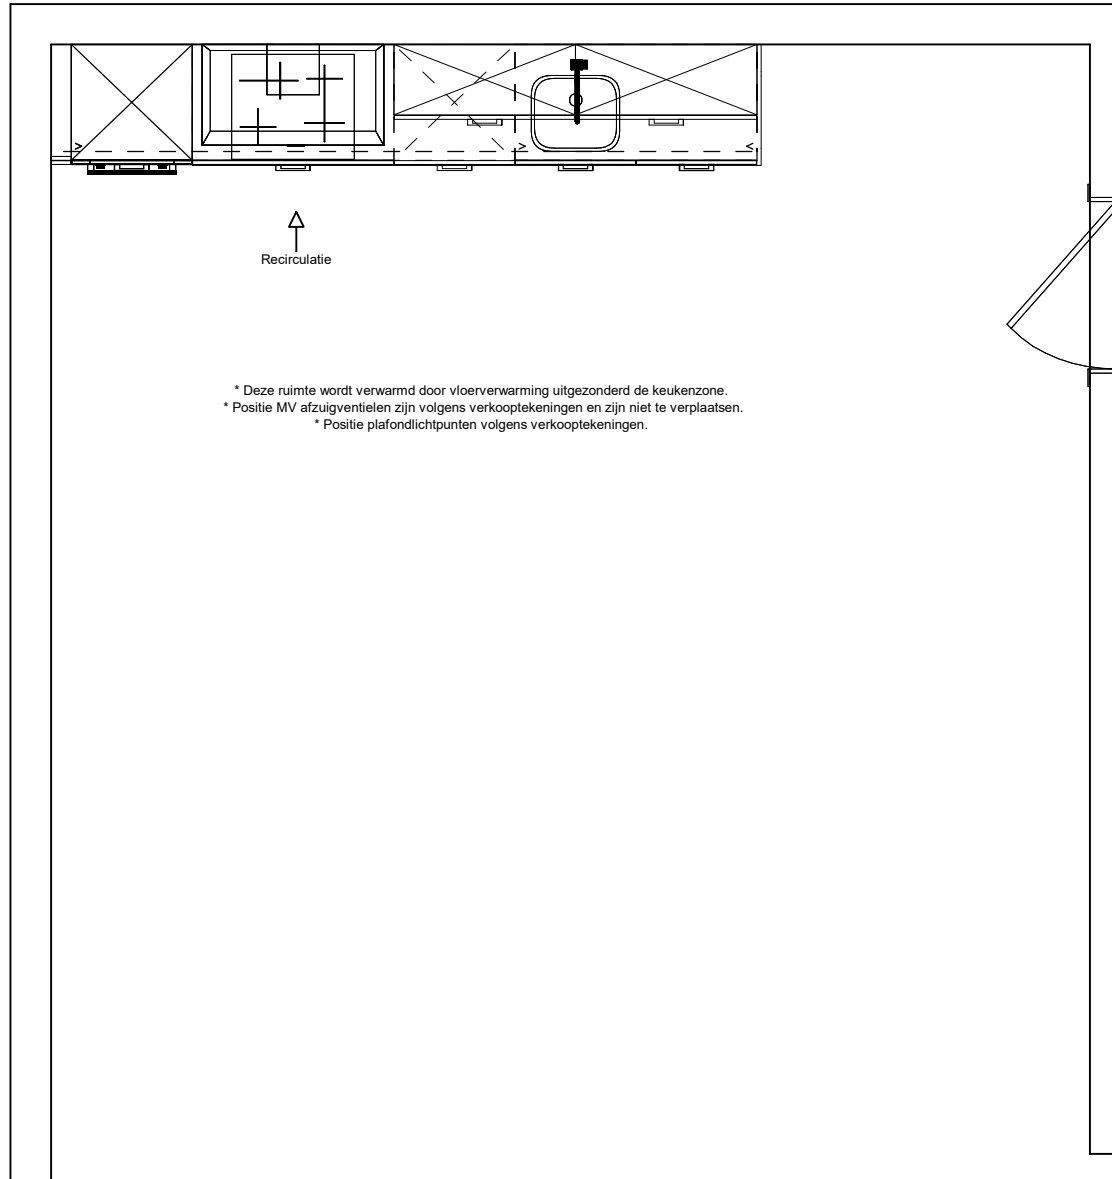 Recirculatie
* Deze ruimte wordt verwarmd door vloerverwarming uitgezonderd de keukenzone.
* Positie MV afzuigventielen zijn volgens verkooptekeningen en zijn niet te verplaatsen.
* Positie plafondlichtpunten volgens verkooptekeningen.